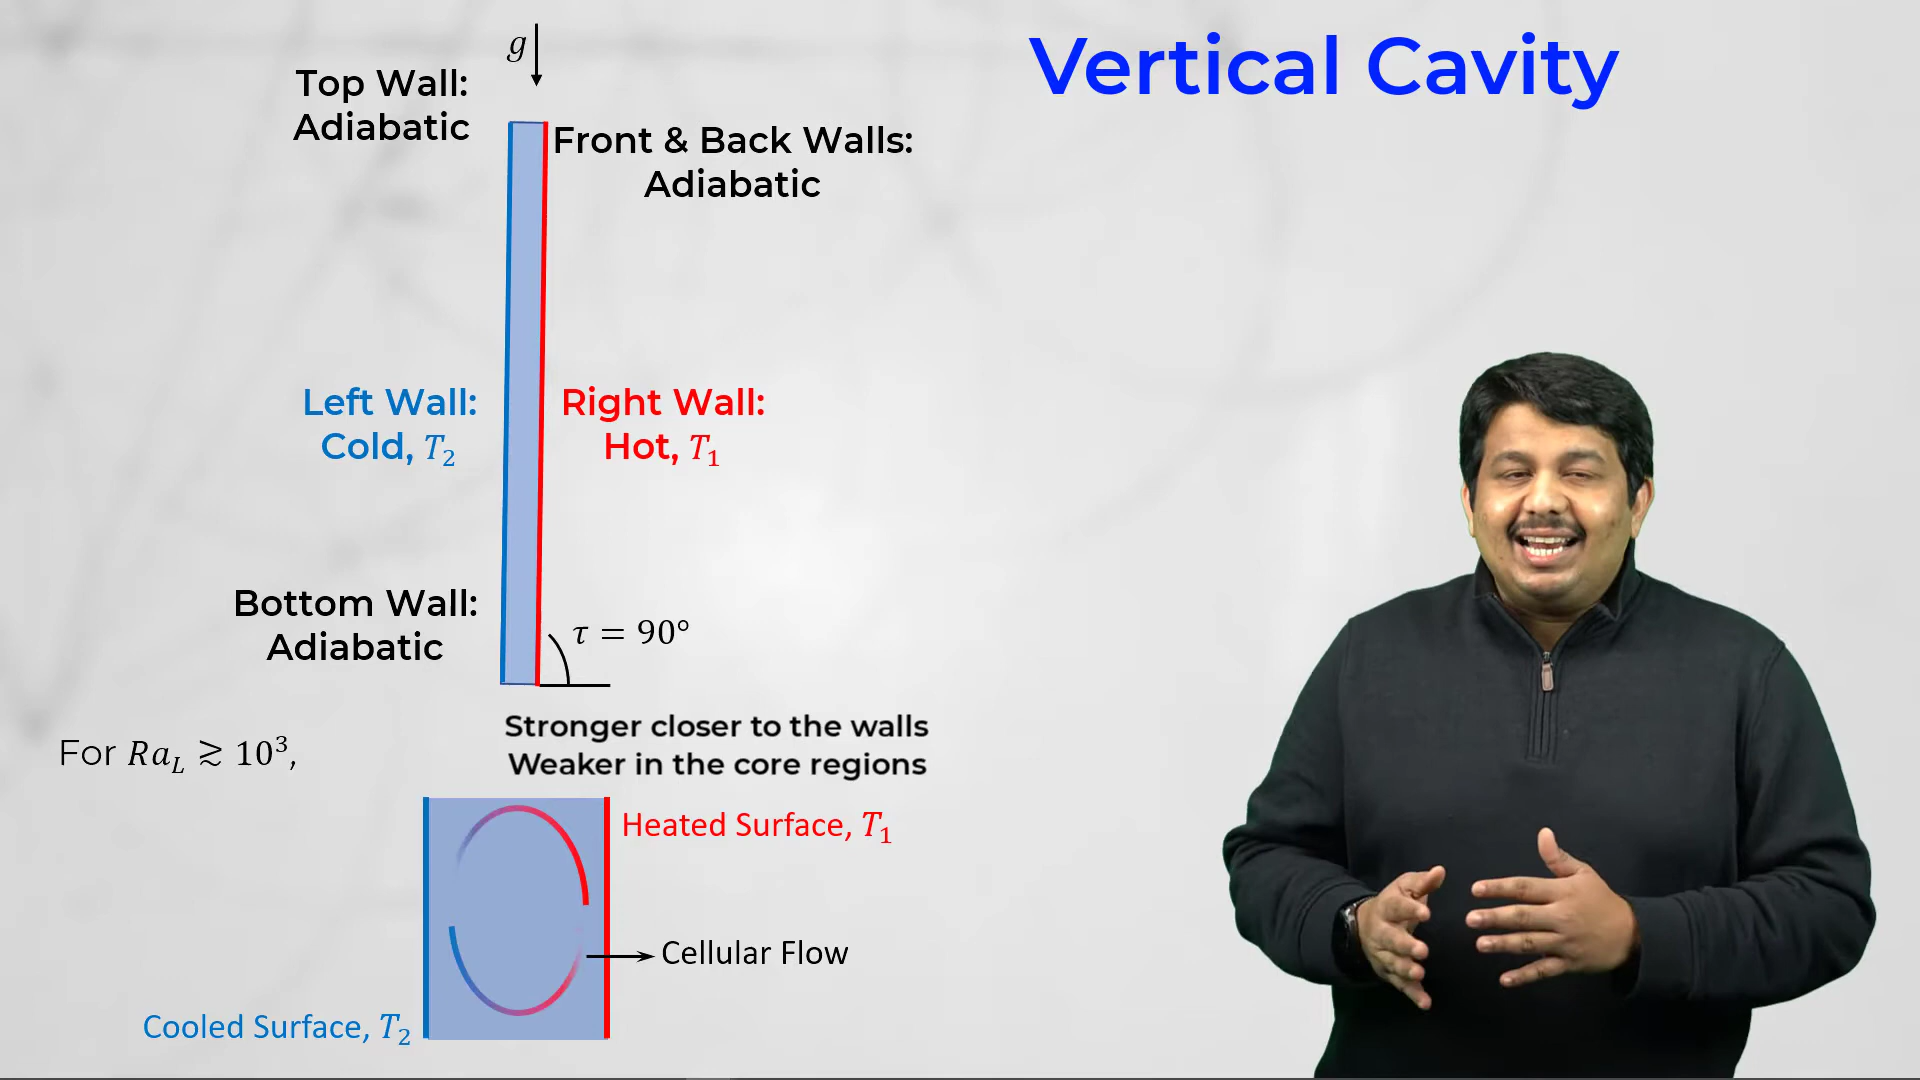 Vertical Cavity
g
Top Wall:
Adiabatic
Front & Back Walls:
Adiabatic
Left Wall:
Cold, T₂
Right Wall:
Hot, T₁
Bottom Wall:
Adiabatic
τ = 90°
Stronger closer to the walls
Weaker in the core regions
For Ra_L ≳ 10³,
Heated Surface, T₁
Cellular Flow
Cooled Surface, T₂